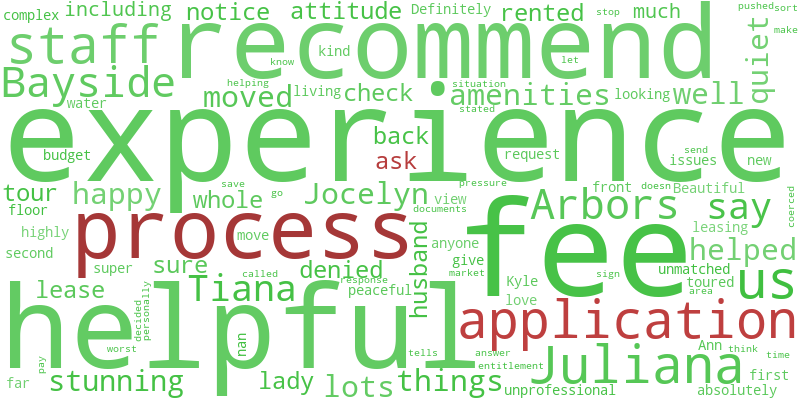 complex including notice attitude Definitely rented much pushed sort
staff recommend stop make
kind know let quiet
Bayside helping situation
water moved living check amenities looking well
stated
experience
budget back request issues new
ask send
tour happy save go whole Jocelyn pressure front doesn Beautiful
floor process documents view fee Arbors say coerced
highly move husband anyone leasing
second super sure denied give unmatched helped
called response market Kyle sign toured us
lease Tiana peaceful love area
helpful application
decided personally
nan Ann
worst tells answer Juliana think time
far pay stunning lady lots things entitlement first
unprofessional absolutely